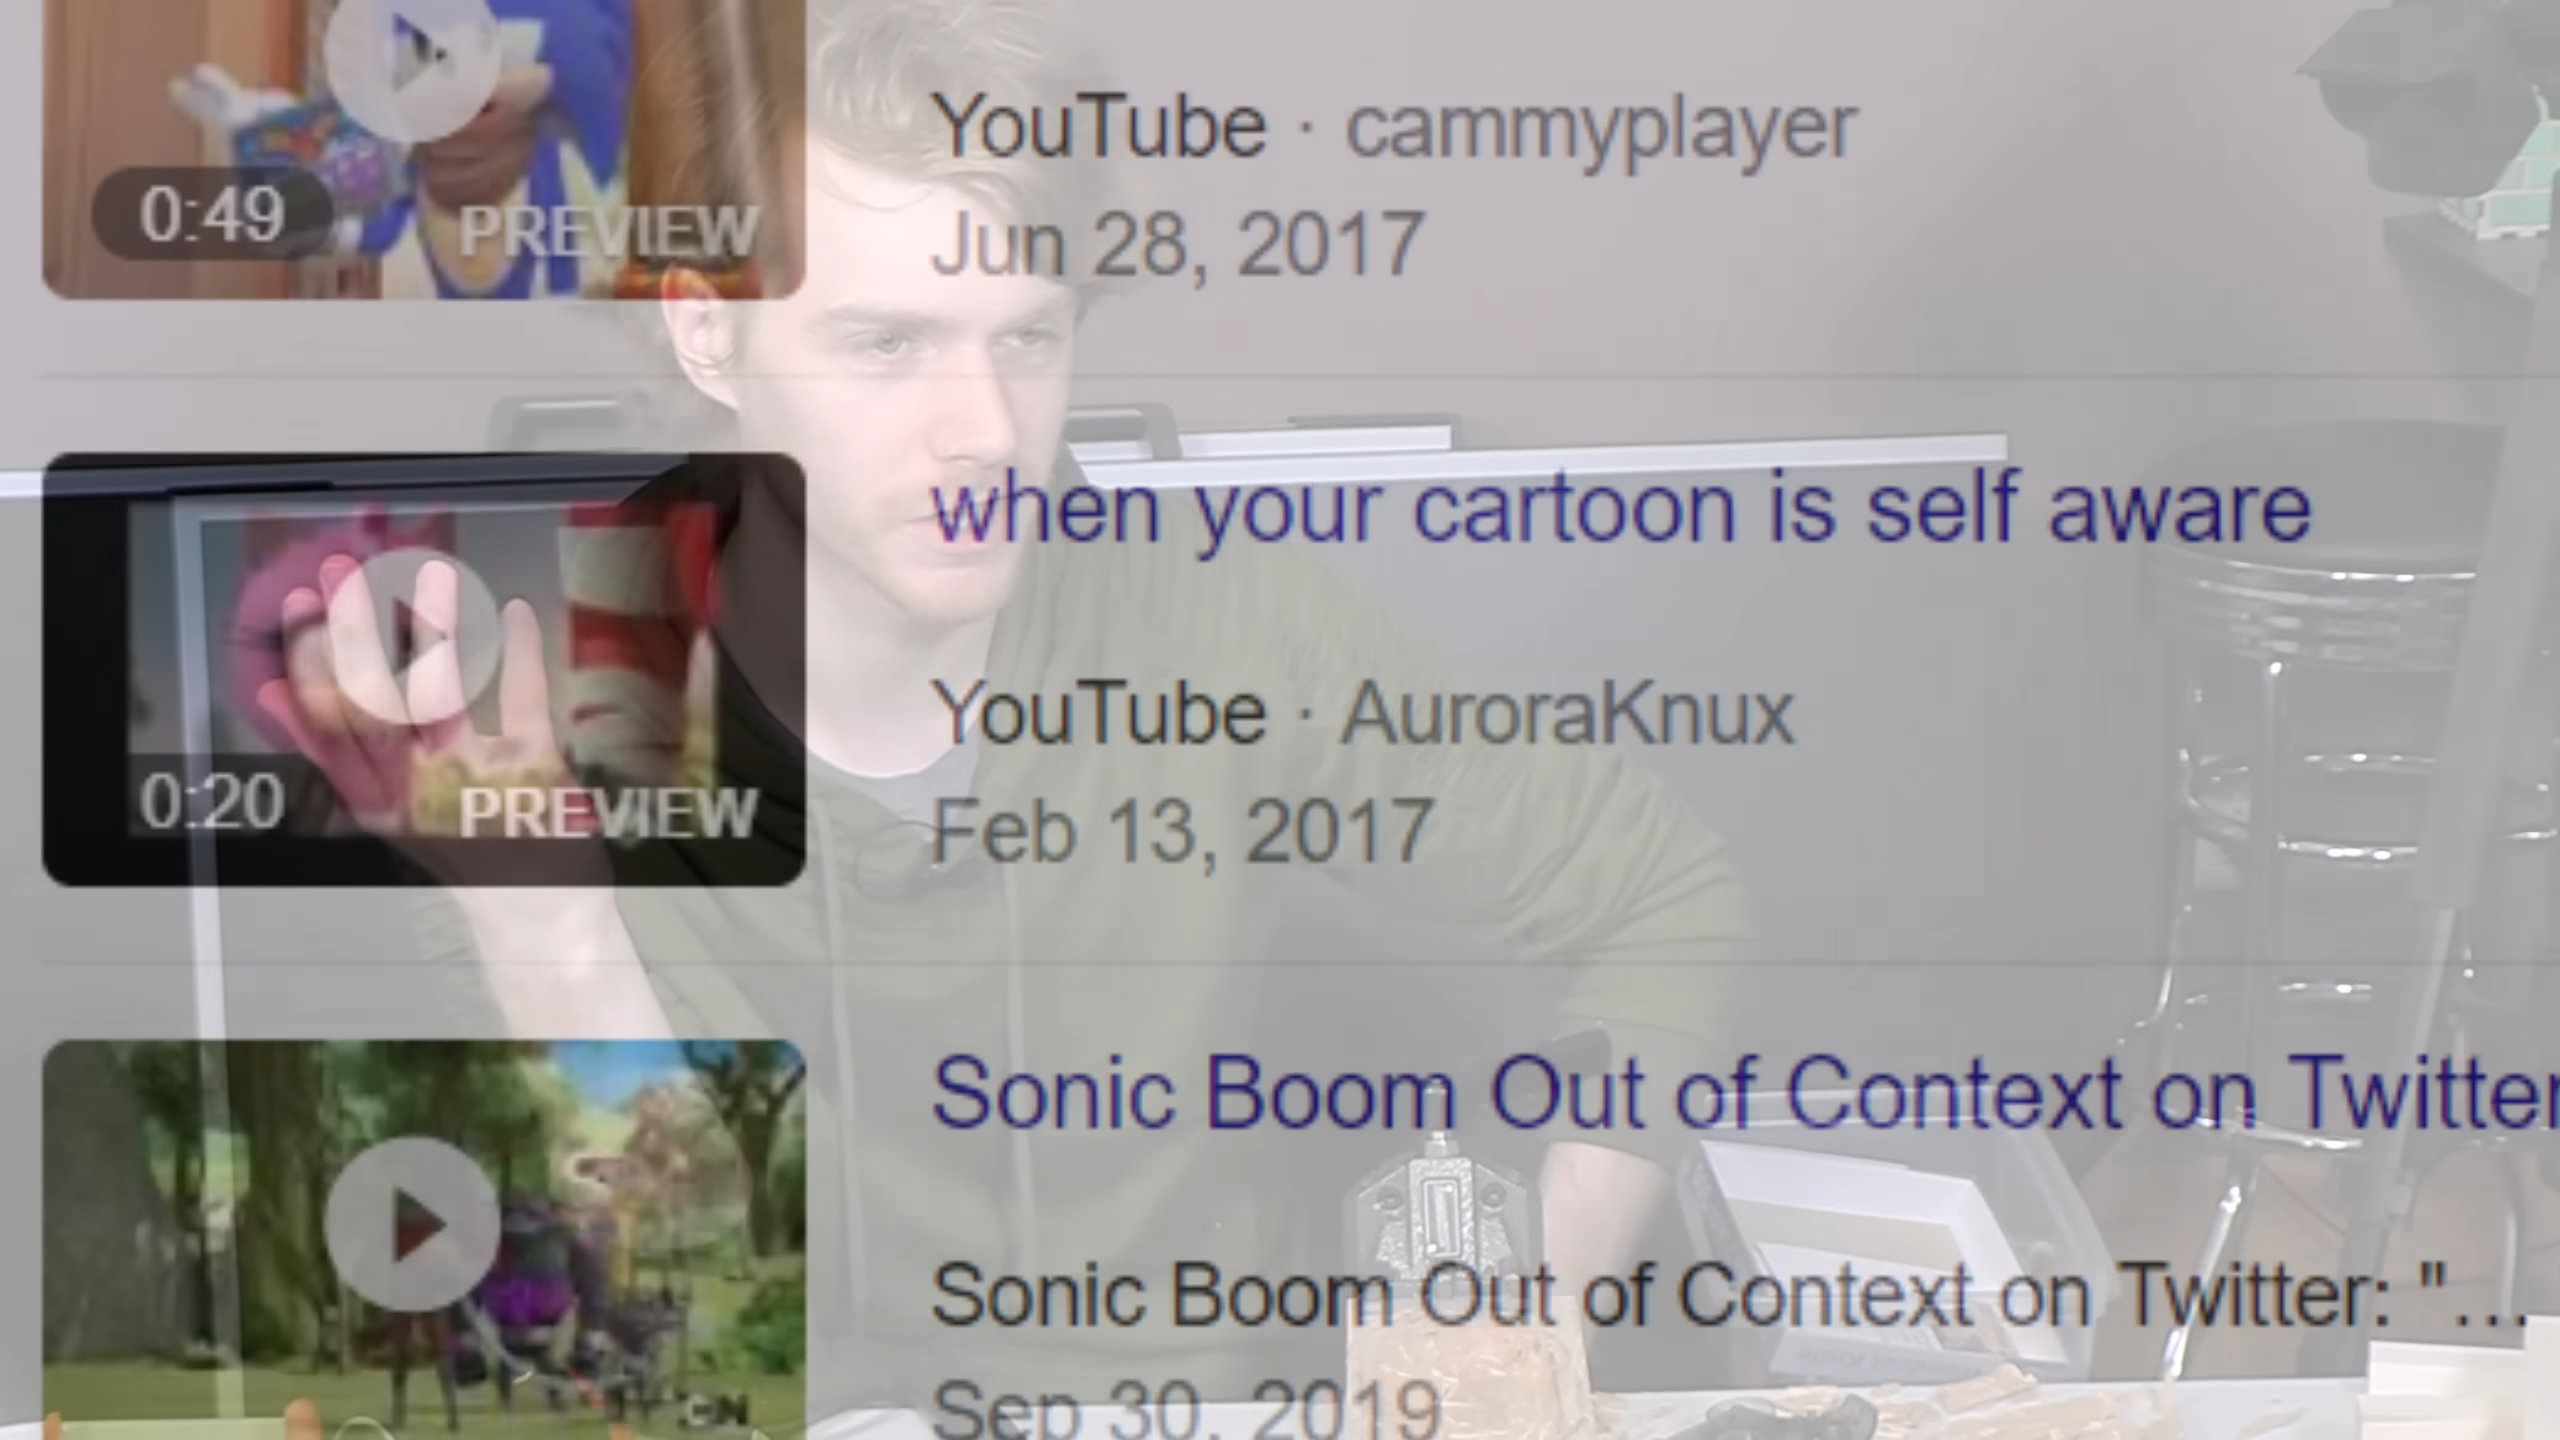 YouTube · cammyplayer
0:49
PREVIEW
Jun 28, 2017
when your cartoon is self aware
YouTube · AuroraKnux
0:20
PREVIEW
Feb 13, 2017
Sonic Boom Out of Context on Twitter
Sonic Boom Out of Context on Twitter: "...
Sep 30, 2019
CN